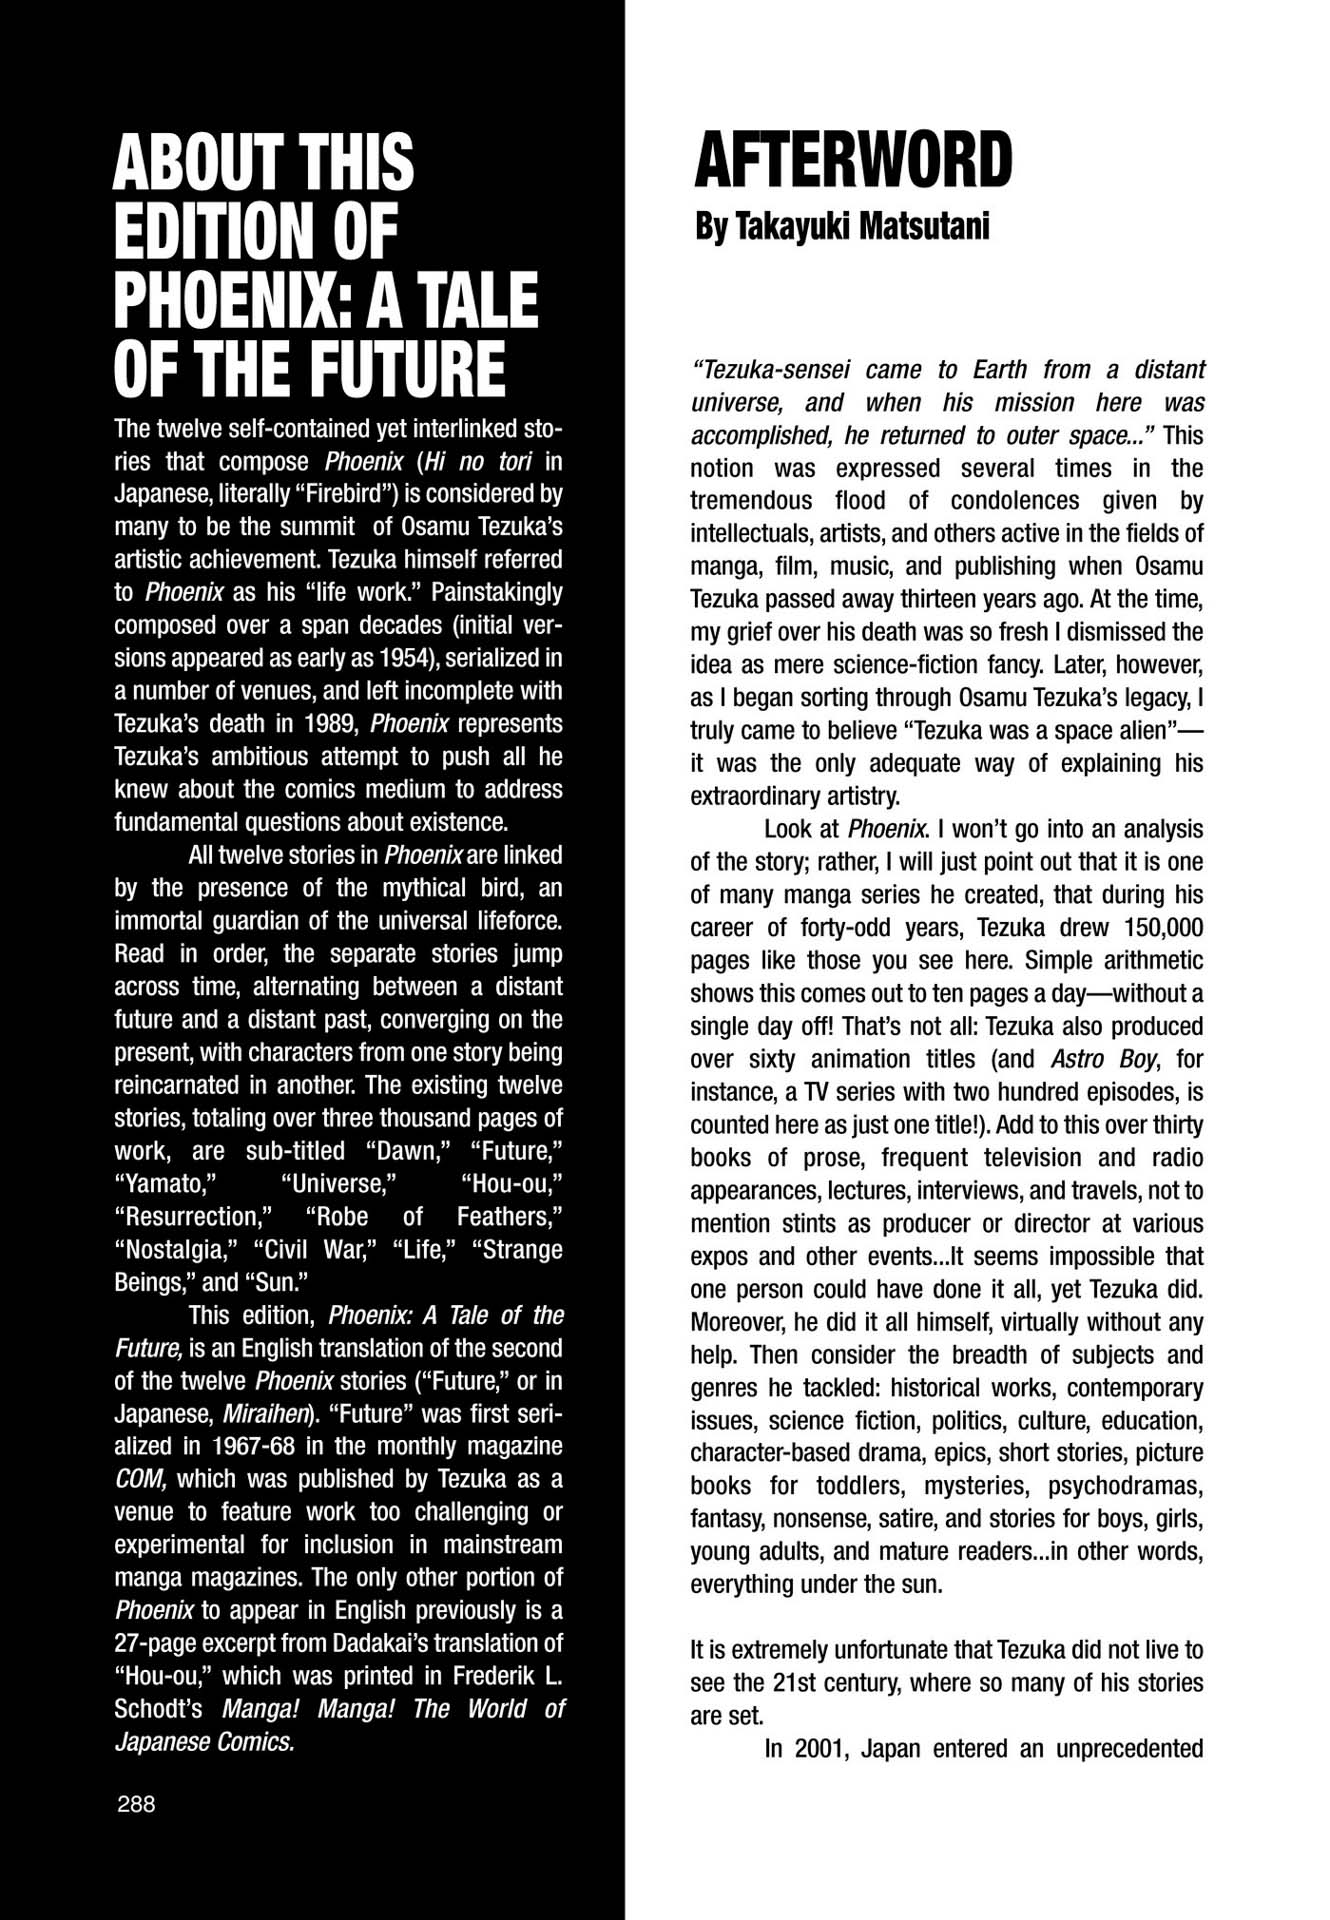 ABOUT THIS
EDITION OF
PHOENIX: A TALE
OF THE FUTURE
The twelve self-contained yet interlinked sto-
ries that compose Phoenix (Hi no tori in
Japanese, literally “Firebird”) is considered by
many to be the summit of Osamu Tezuka’s
artistic achievement. Tezuka himself referred
to Phoenix as his “life work.” Painstakingly
composed over a span decades (initial ver-
sions appeared as early as 1954), serialized in
a number of venues, and left incomplete with
Tezuka’s death in 1989, Phoenix represents
Tezuka’s ambitious attempt to push all he
knew about the comics medium to address
fundamental questions about existence.
All twelve stories in Phoenix are linked
by the presence of the mythical bird, an
immortal guardian of the universal lifeforce.
Read in order, the separate stories jump
across time, alternating between a distant
future and a distant past, converging on the
present, with characters from one story being
reincarnated in another. The existing twelve
stories, totaling over three thousand pages of
work, are sub-titled “Dawn,” “Future,”
“Yamato,” “Universe,” “Hou-ou,”
“Resurrection,” “Robe of Feathers,”
“Nostalgia,” “Civil War,” “Life,” “Strange
Beings,” and “Sun.”
This edition, Phoenix: A Tale of the
Future, is an English translation of the second
of the twelve Phoenix stories (“Future,” or in
Japanese, Miraihen). “Future” was first seri-
alized in 1967-68 in the monthly magazine
COM, which was published by Tezuka as a
venue to feature work too challenging or
experimental for inclusion in mainstream
manga magazines. The only other portion of
Phoenix to appear in English previously is a
27-page excerpt from Dadakai’s translation of
“Hou-ou,” which was printed in Frederik L.
Schodt’s Manga! Manga! The World of
Japanese Comics.
288
AFTERWORD
By Takayuki Matsutani
“Tezuka-sensei came to Earth from a distant
universe, and when his mission here was
accomplished, he returned to outer space...” This
notion was expressed several times in the
tremendous flood of condolences given by
intellectuals, artists, and others active in the fields of
manga, film, music, and publishing when Osamu
Tezuka passed away thirteen years ago. At the time,
my grief over his death was so fresh I dismissed the
idea as mere science-fiction fancy. Later, however,
as I began sorting through Osamu Tezuka’s legacy, I
truly came to believe “Tezuka was a space alien”—
it was the only adequate way of explaining his
extraordinary artistry.
Look at Phoenix. I won’t go into an analysis
of the story; rather, I will just point out that it is one
of many manga series he created, that during his
career of forty-odd years, Tezuka drew 150,000
pages like those you see here. Simple arithmetic
shows this comes out to ten pages a day—without a
single day off! That’s not all: Tezuka also produced
over sixty animation titles (and Astro Boy, for
instance, a TV series with two hundred episodes, is
counted here as just one title!). Add to this over thirty
books of prose, frequent television and radio
appearances, lectures, interviews, and travels, not to
mention stints as producer or director at various
expos and other events...It seems impossible that
one person could have done it all, yet Tezuka did.
Moreover, he did it all himself, virtually without any
help. Then consider the breadth of subjects and
genres he tackled: historical works, contemporary
issues, science fiction, politics, culture, education,
character-based drama, epics, short stories, picture
books for toddlers, mysteries, psychodramas,
fantasy, nonsense, satire, and stories for boys, girls,
young adults, and mature readers...in other words,
everything under the sun.
It is extremely unfortunate that Tezuka did not live to
see the 21st century, where so many of his stories
are set.
In 2001, Japan entered an unprecedented